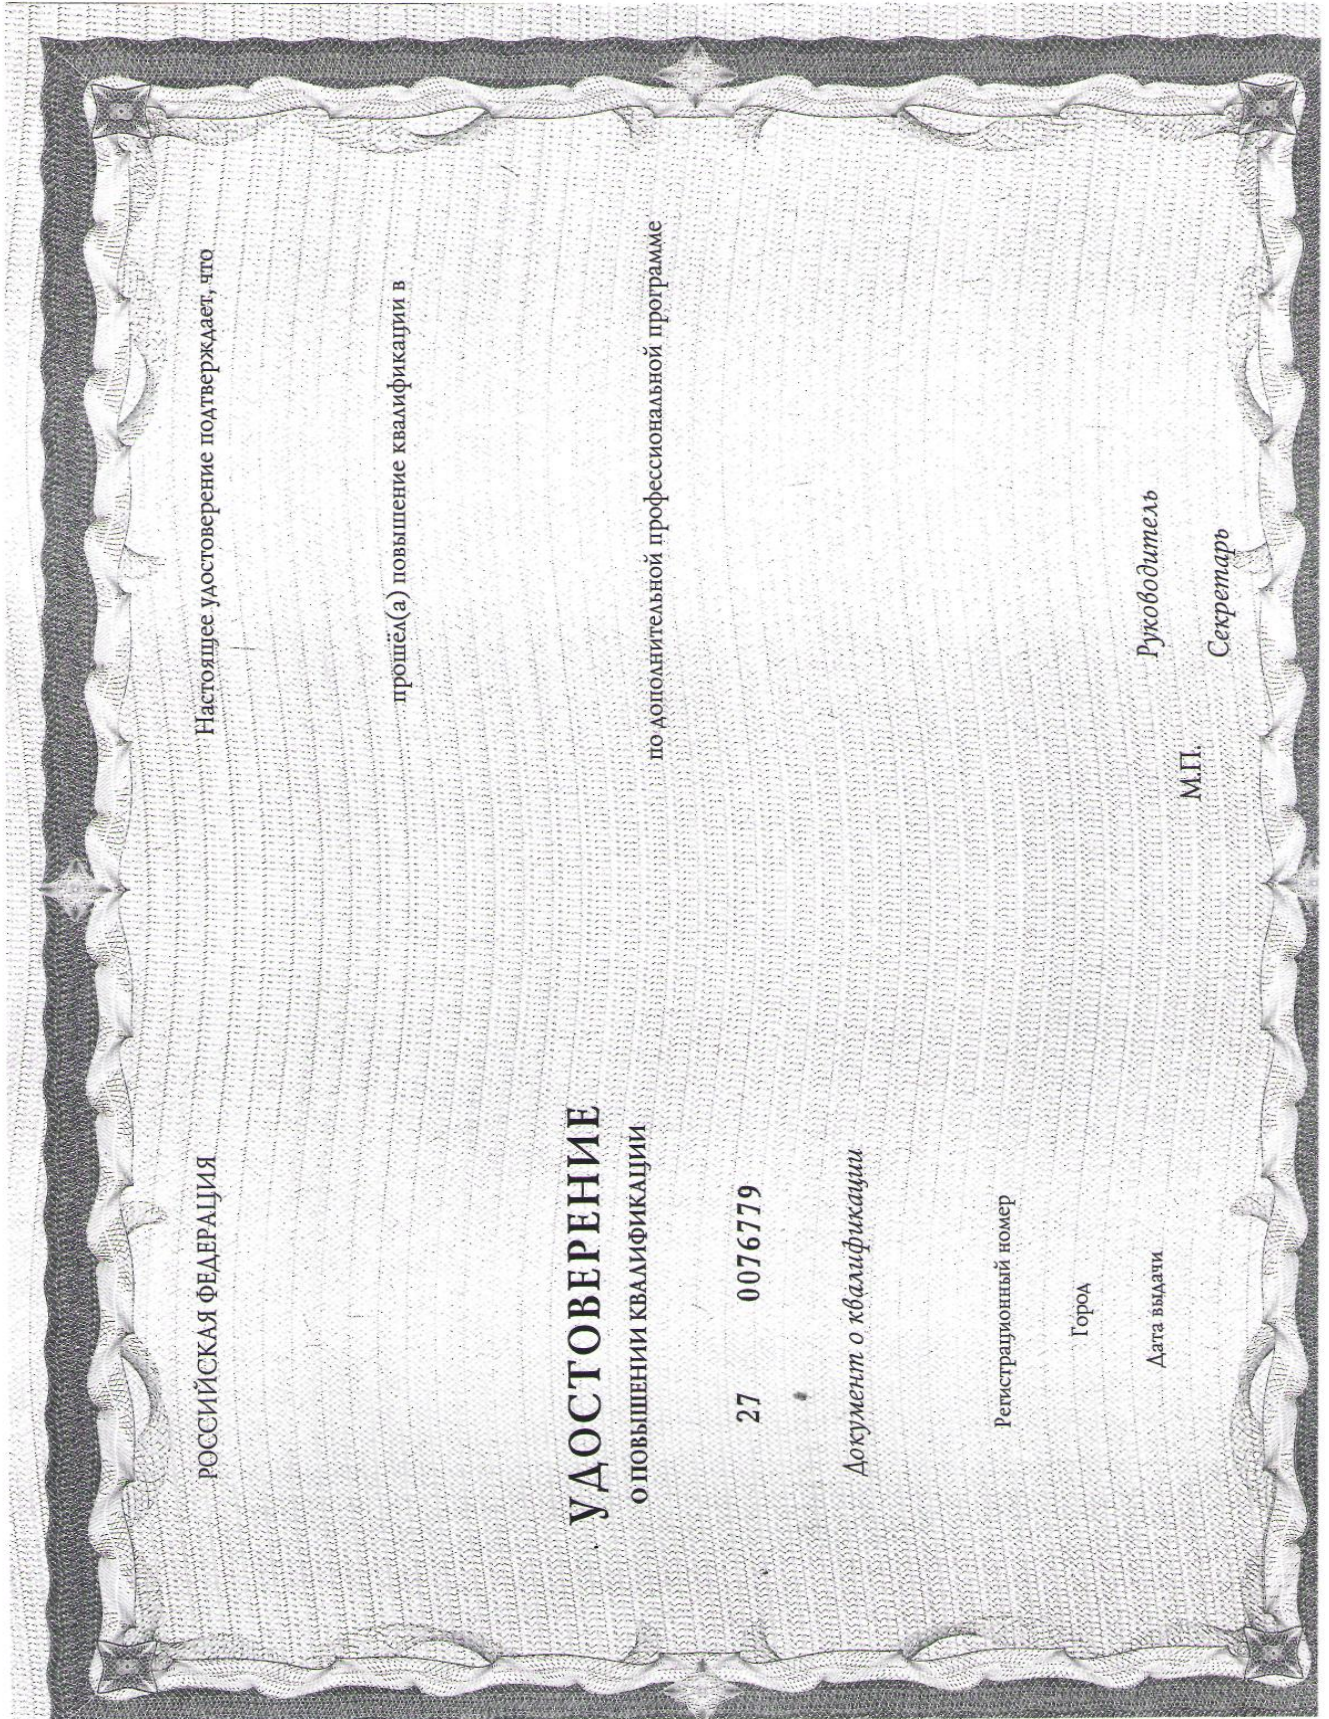 РОССИЙСКАЯ ФЕДЕРАЦИЯ
УДОСТОВЕРЕНИЕ
О ПОВЫШЕНИИ КВАЛИФИКАЦИИ
27 0076779
Документ о квалификации
Регистрационный номер
Город
Дата выдачи
Настоящее удостоверение подтверждает, что
прошёл(а) повышение квалификации в
по дополнительной профессиональной программе
Руководитель
М.П.
Секретарь